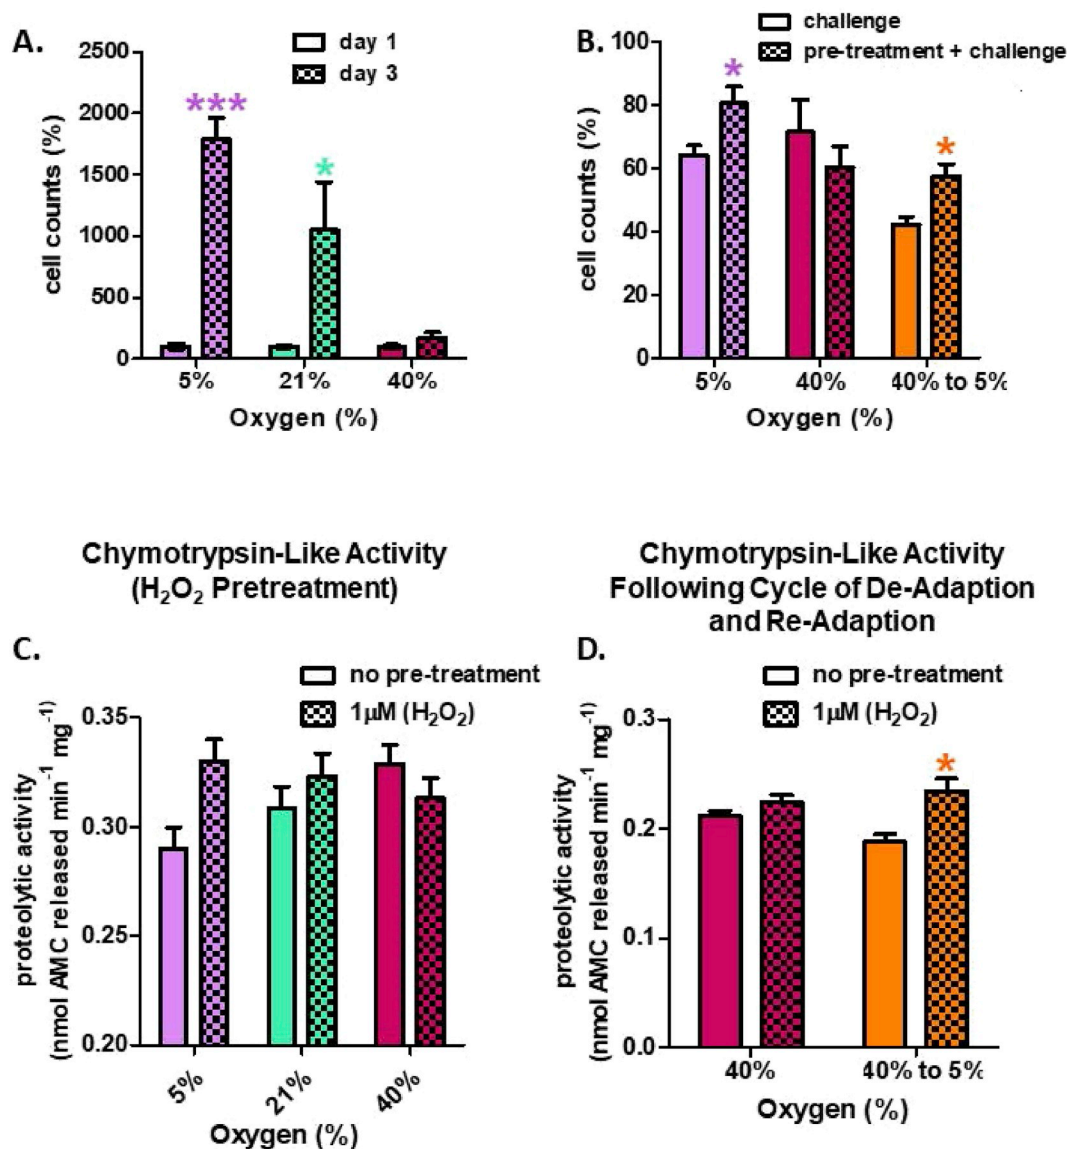 A.
day 1
day 3
cell counts (%)
2500
2000
1500
1000
500
0
***
*
5%
21%
40%
Oxygen (%)
B.
challenge
pre-treatment + challenge
cell counts (%)
100
80
60
40
20
0
*
*
5%
40%
40% to 5%
Oxygen (%)
Chymotrypsin-Like Activity
(H₂O₂ Pretreatment)
C.
no pre-treatment
1µM (H₂O₂)
proteolytic activity
(nmol AMC released min⁻¹ mg⁻¹)
0.35
0.30
0.25
0.20
5%
21%
40%
Oxygen (%)
Chymotrypsin-Like Activity
Following Cycle of De-Adaption
and Re-Adaption
D.
no pre-treatment
1µM (H₂O₂)
proteolytic activity
(nmol AMC released min⁻¹ mg⁻¹)
0.3
0.2
0.1
0.0
*
40%
40% to 5%
Oxygen (%)